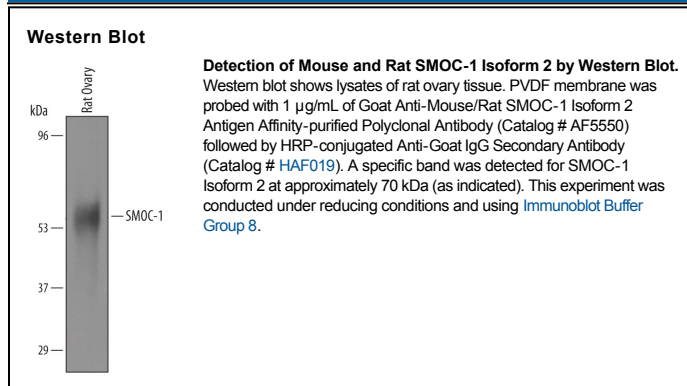 Western Blot
Detection of Mouse and Rat SMOC-1 Isoform 2 by Western Blot.
Western blot shows lysates of rat ovary tissue. PVDF membrane was
probed with 1 µg/mL of Goat Anti-Mouse/Rat SMOC-1 Isoform 2
Antigen Affinity-purified Polyclonal Antibody (Catalog # AF5550)
followed by HRP-conjugated Anti-Goat IgG Secondary Antibody
(Catalog # HAF019). A specific band was detected for SMOC-1
Isoform 2 at approximately 70 kDa (as indicated). This experiment was
conducted under reducing conditions and using Immunoblot Buffer
Group 8.
Rat Ovary
kDa
96
SMOC-1
53
37
29